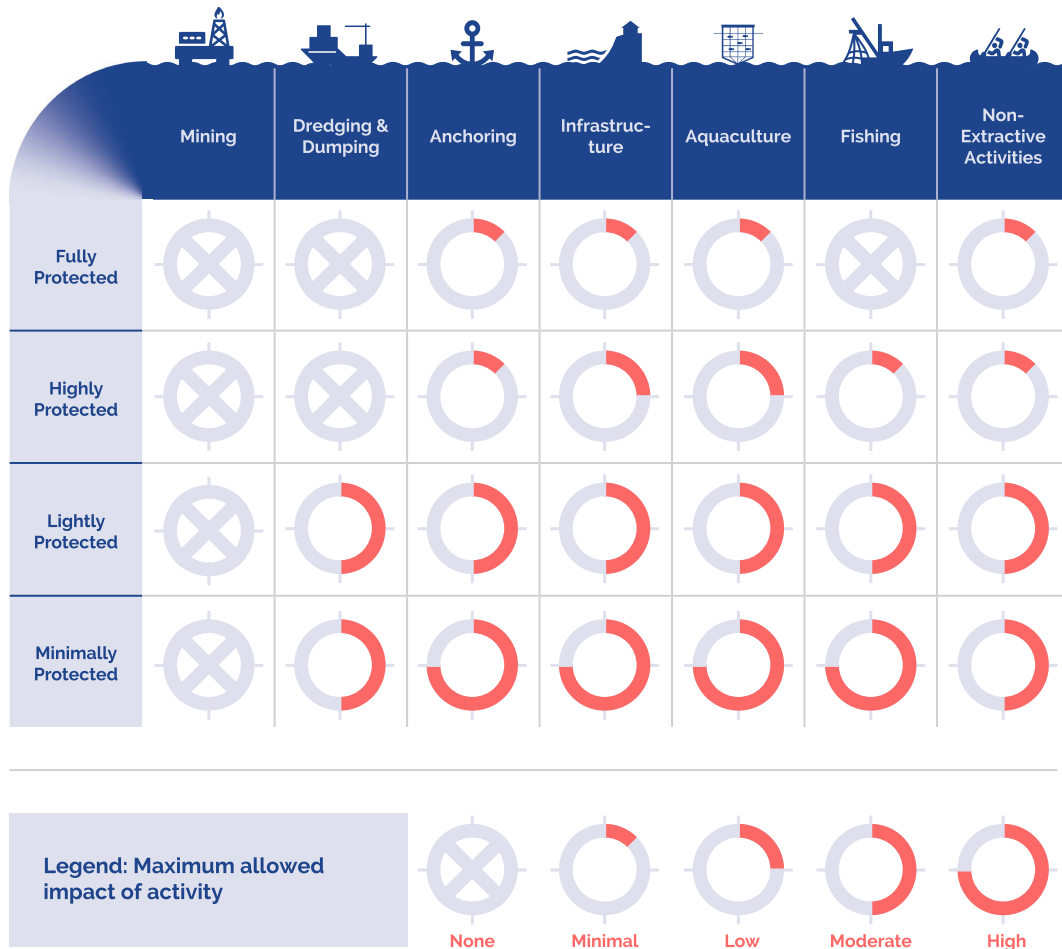 Mining
Dredging &
Dumping
Anchoring
Infrastruc-
ture
Aquaculture
Fishing
Non-
Extractive
Activities
Fully
Protected
Highly
Protected
Lightly
Protected
Minimally
Protected
Legend: Maximum allowed
impact of activity
None
Minimal
Low
Moderate
High